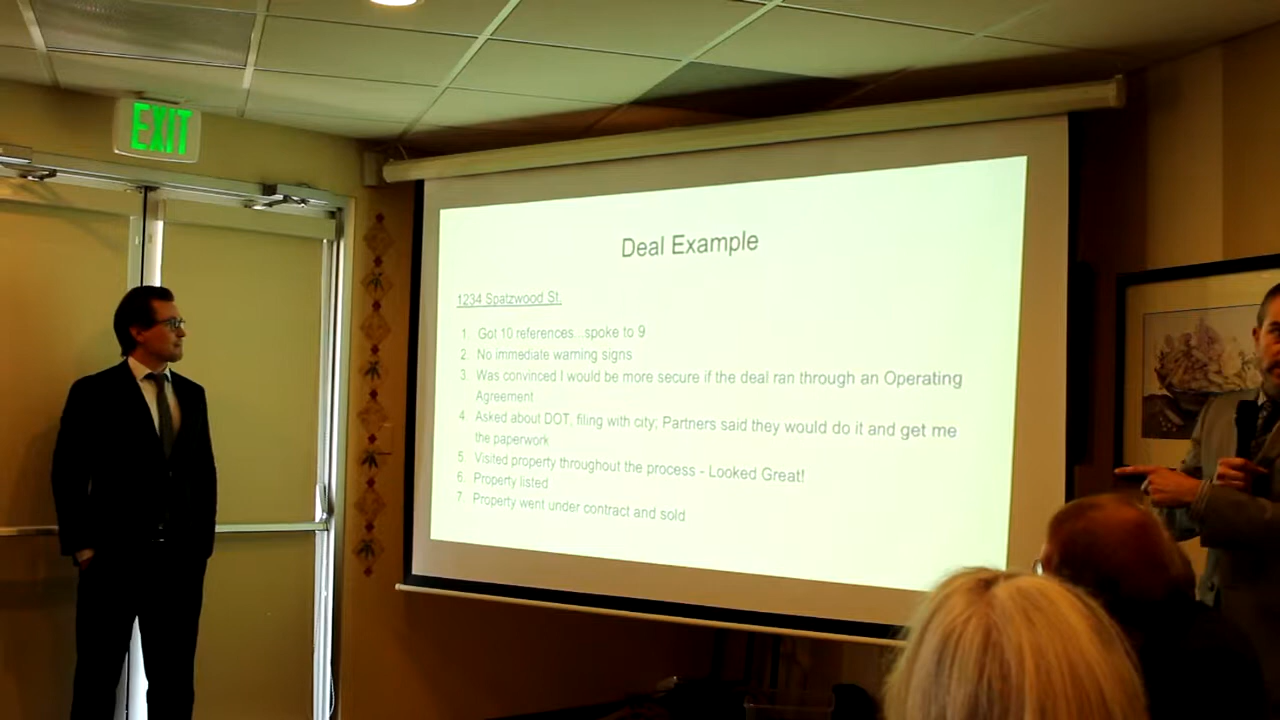 EXIT
Deal Example
1234 Spatzwood St.
1. Got 10 references...spoke to 9
2. No immediate warning signs
3. Was convinced I would be more secure if the deal ran through an Operating
Agreement
4. Asked about DOT, filing with city; Partners said they would do it and get me
the paperwork
5. Visited property throughout the process - Looked Great!
6. Property listed
7. Property went under contract and sold